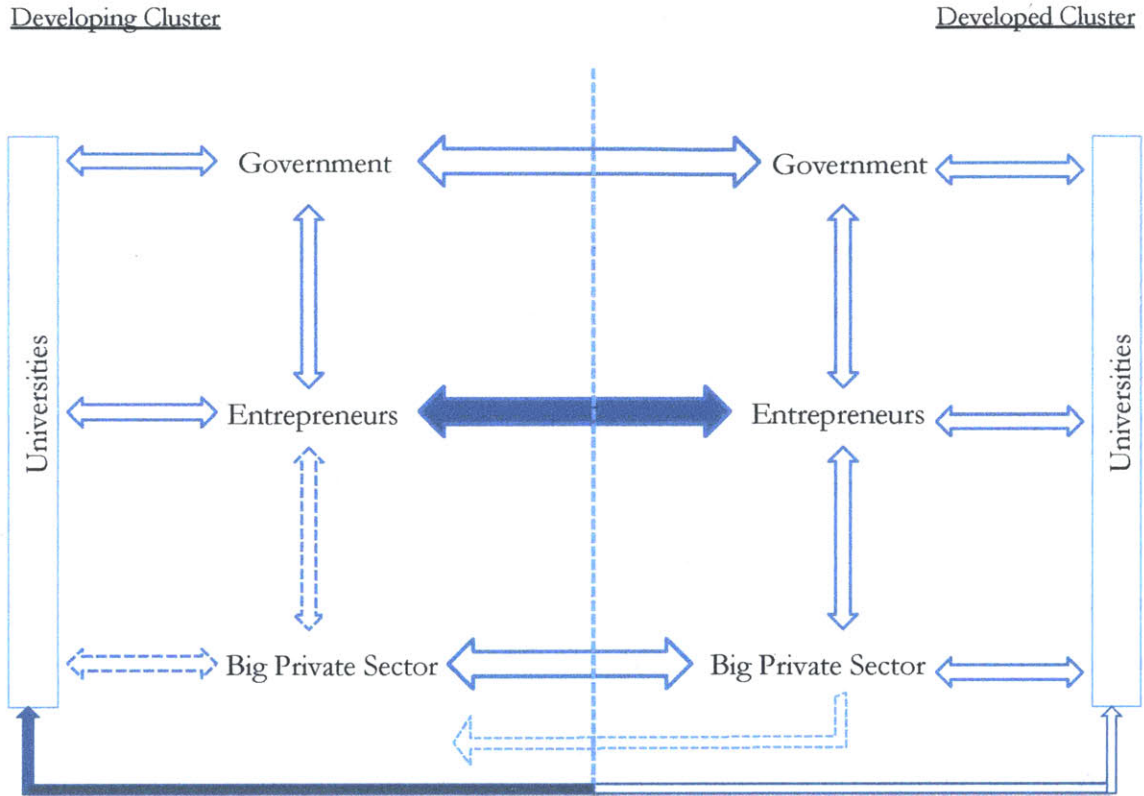 Developing Cluster
Developed Cluster
Government
Government
Universities
Entrepreneurs
Entrepreneurs
Universities
Big Private Sector
Big Private Sector